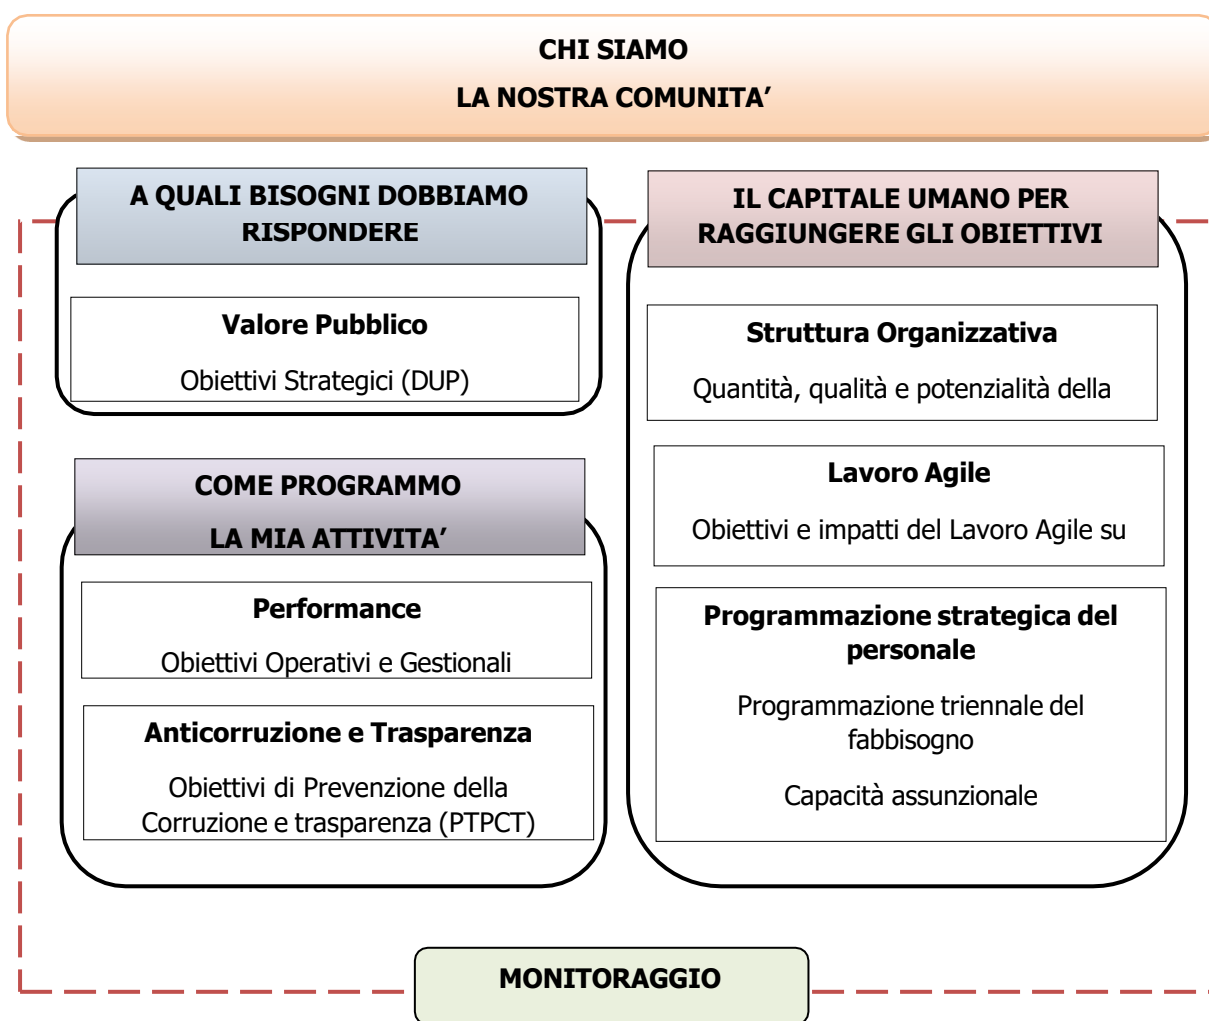 CHI SIAMO
LA NOSTRA COMUNITA’
A QUALI BISOGNI DOBBIAMO
RISPONDERE
Valore Pubblico
Obiettivi Strategici (DUP)
COME PROGRAMMO
LA MIA ATTIVITA’
Performance
Obiettivi Operativi e Gestionali
Anticorruzione e Trasparenza
Obiettivi di Prevenzione della
Corruzione e trasparenza (PTPCT)
IL CAPITALE UMANO PER
RAGGIUNGERE GLI OBIETTIVI
Struttura Organizzativa
Quantità, qualità e potenzialità della
Lavoro Agile
Obiettivi e impatti del Lavoro Agile su
Programmazione strategica del
personale
Programmazione triennale del
fabbisogno
Capacità assunzionale
MONITORAGGIO